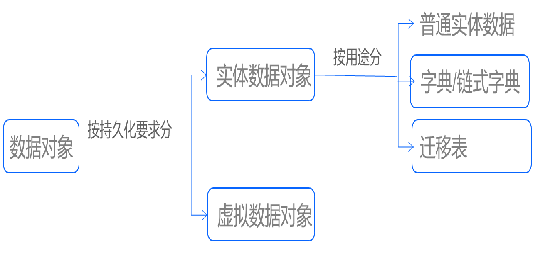 普通实体数据
按用途分
实体数据对象
字典/链式字典
按持久化要求分
数据对象
迁移表
虚拟数据对象